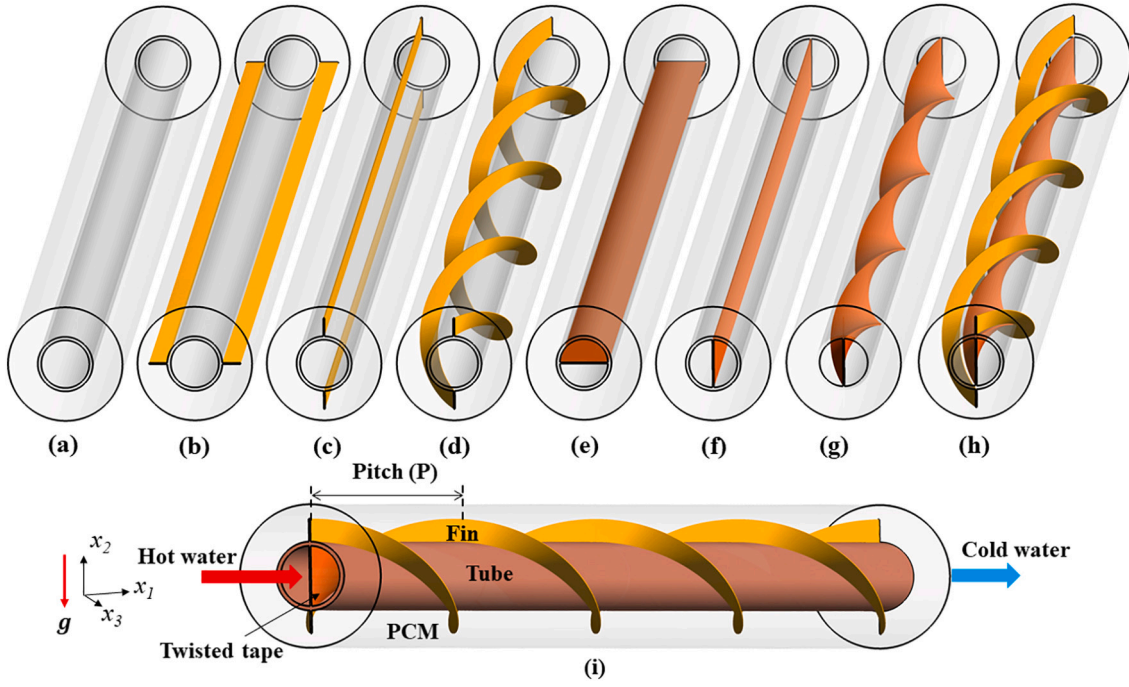 (a) (b) (c) (d) (e) (f) (g) (h)
Pitch (P)
Fin
Hot water
Cold water
x2
Tube
x1
x3
g
PCM
Twisted tape
(i)